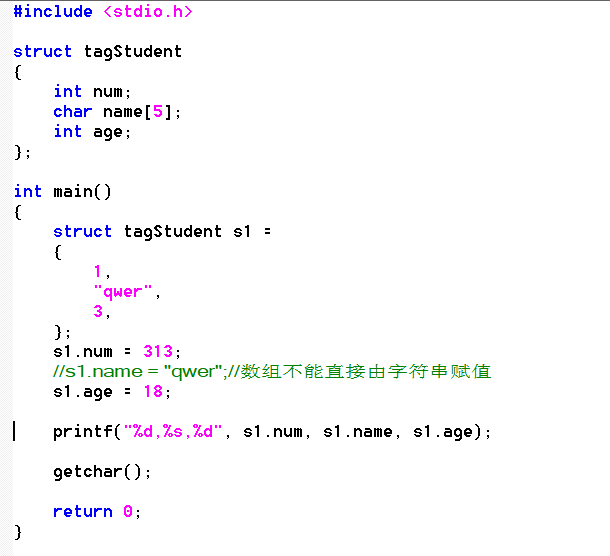 #include <stdio.h>
struct tagStudent
{
int num;
char name[5];
int age;
};
int main()
{
struct tagStudent s1 =
{
1,
"qwer",
3,
};
s1.num = 313;
//s1.name = "qwer";//数组不能直接由字符串赋值
s1.age = 18;
printf("%d,%s,%d", s1.num, s1.name, s1.age);
getchar();
return 0;
}